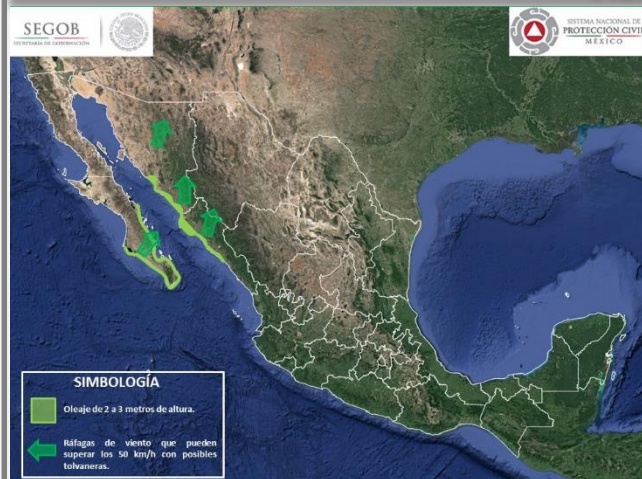 SEGOB
SECRETARÍA DE GOBERNACIÓN
SISTEMA NACIONAL DE
PROTECCIÓN CIVIL
MÉXICO
SIMBOLOGÍA
Oleaje de 2 a 3 metros de altura.
Ráfagas de viento que pueden
superar los 50 km/h con posibles
tolvaneras.